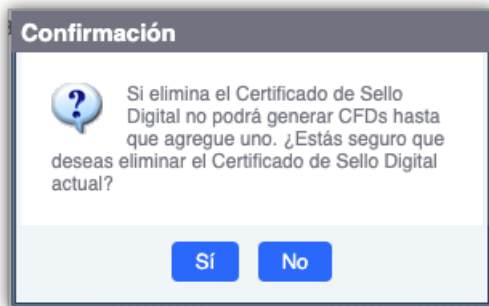 Confirmación
Si elimina el Certificado de Sello
Digital no podrá generar CFDs hasta
que agregue uno. ¿Estás seguro que
deseas eliminar el Certificado de Sello Digital
actual?
Sí
No